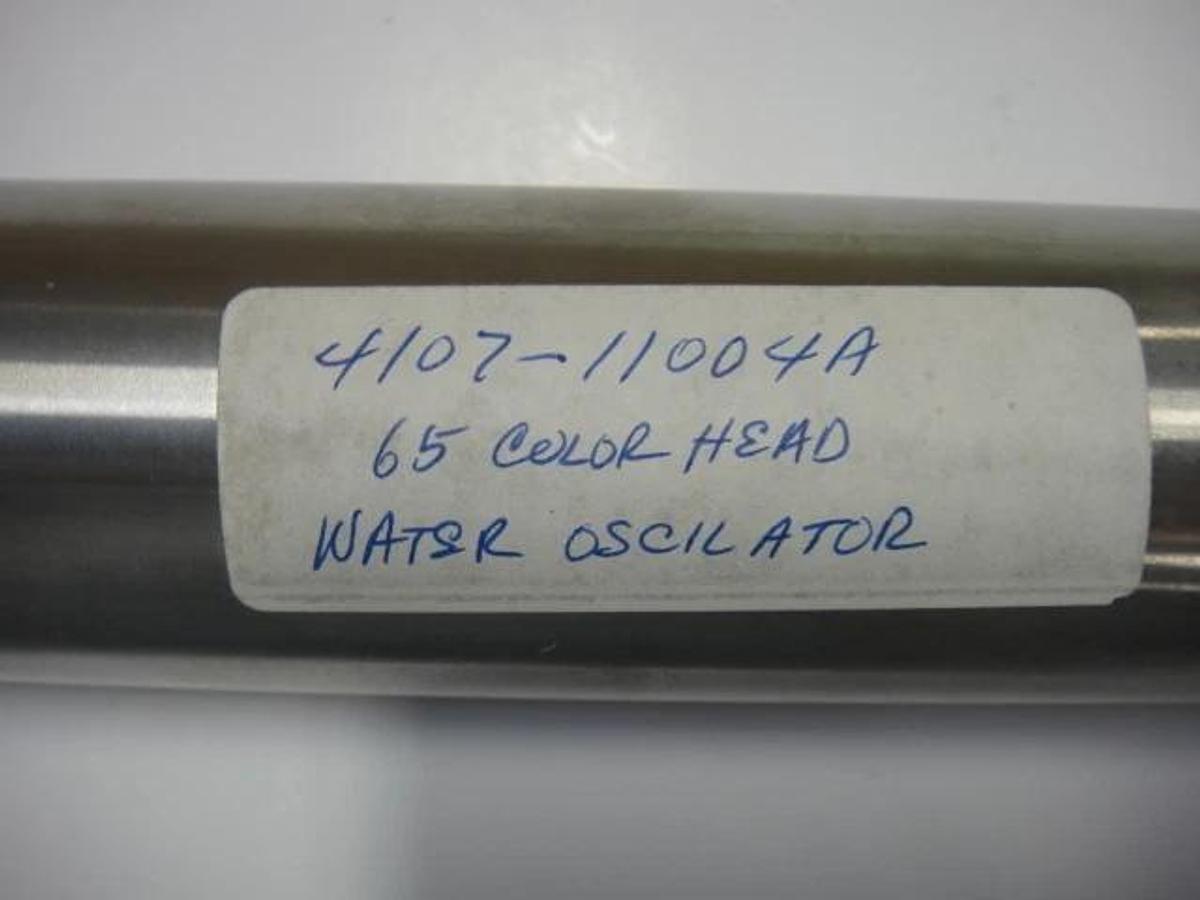 4107-11004A
65 COLOR HEAD
WATER OSCILATOR